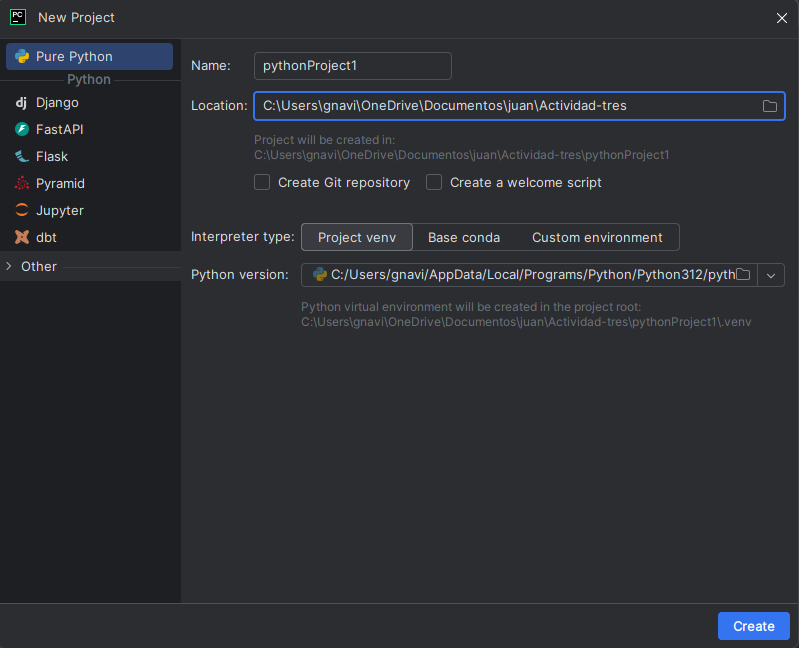 PC New Project
Pure Python
Python
dj Django
FastAPI
Flask
Pyramid
Jupyter
dbt
Other
Name: pythonProject1
Location: C:\Users\gnavi\OneDrive\Documentos\juan\Actividad-tres
Project will be created in:
C:\Users\gnavi\OneDrive\Documentos\juan\Actividad-tres\pythonProject1
Create Git repository Create a welcome script
Interpreter type: Project venv Base conda Custom environment
Python version: C:/Users/gnavi/AppData/Local/Programs/Python/Python312/pyth
Python virtual environment will be created in the project root:
C:\Users\gnavi\OneDrive\Documentos\juan\Actividad-tres\pythonProject1\.venv
Create